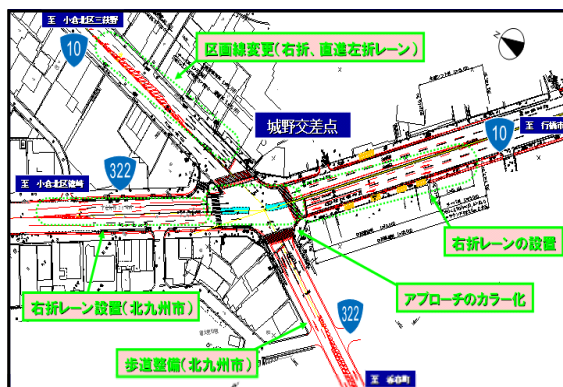 至 小倉北区三萩野
10
区画線変更(右折、直進左折レーン)
N
城野交差点
至 行橋市
10
322
至 小倉北区篠崎
右折レーンの設置
右折レーン設置(北九州市)
アプローチのカラー化
322
歩道整備(北九州市)
至 香春町